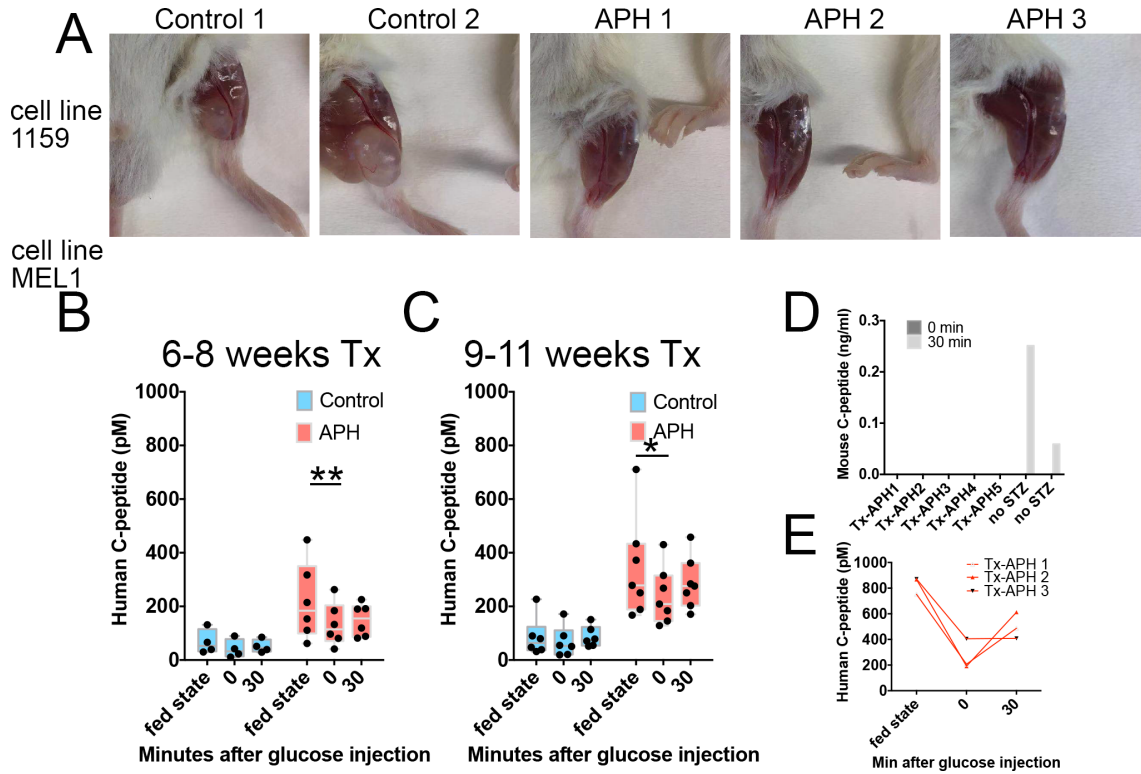 A
Control 1
Control 2
APH 1
APH 2
APH 3
cell line
1159
cell line
MEL1
B
6-8 weeks Tx
Human C-peptide (pM)
1000
800
600
400
200
0
Control
APH
**
fed state
0
30
fed state
0
30
Minutes after glucose injection
C
9-11 weeks Tx
Human C-peptide (pM)
1000
800
600
400
200
0
Control
APH
*
fed state
0
30
fed state
0
30
Minutes after glucose injection
D
Mouse C-peptide (ng/ml)
0.3
0.2
0.1
0.0
0 min
30 min
Tx-APH1
Tx-APH2
Tx-APH3
Tx-APH4
Tx-APH5
no STZ
no STZ
E
Human C-peptide (pM)
1000
800
600
400
200
0
Tx-APH 1
Tx-APH 2
Tx-APH 3
fed state
0
30
Min after glucose injection